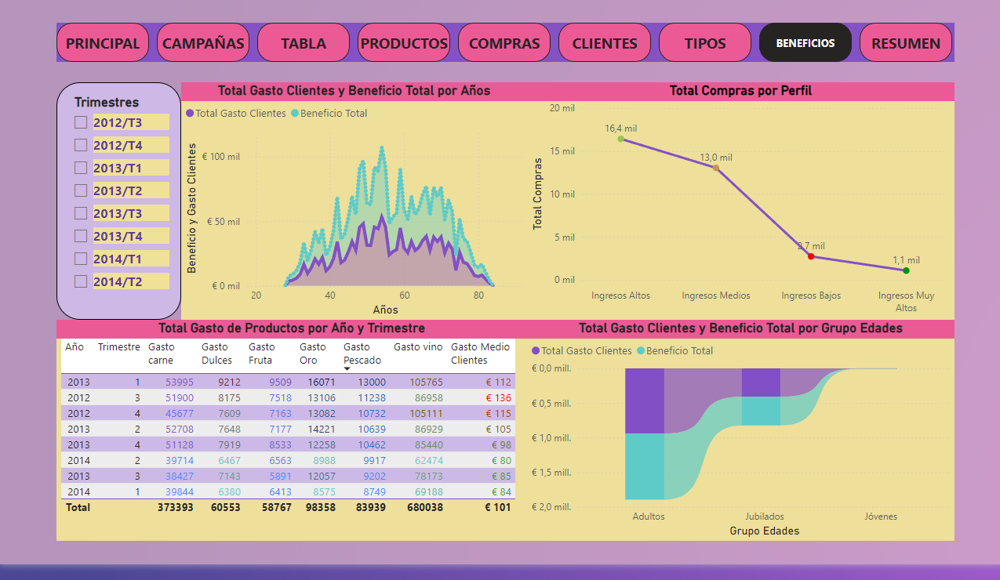 PRINCIPAL CAMPAÑAS TABLA PRODUCTOS COMPRAS CLIENTES TIPOS BENEFICIOS RESUMEN
Trimestres
2012/T3
2012/T4
2013/T1
2013/T2
2013/T3
2013/T4
2014/T1
2014/T2
Total Gasto Clientes y Beneficio Total por Años
Total Gasto Clientes Beneficio Total
Beneficio y Gasto Clientes
€ 100 mil
€ 50 mil
€ 0 mil
20 40 60 80
Años
Total Compras por Perfil
Total Compras
20 mil
15 mil
10 mil
5 mil
0 mil
16,4 mil
13,0 mil
2,7 mil
1,1 mil
Ingresos Altos Ingresos Medios Ingresos Bajos Ingresos Muy
Altos
Total Gasto de Productos por Año y Trimestre
Año Trimestre Gasto Gasto Gasto Gasto Gasto Gasto vino Gasto Medio
carne Dulces Fruta Oro Pescado Clientes
2013 1 53995 9212 9509 16071 13000 105765 € 112
2012 3 51900 8175 7518 13106 11238 86958 € 136
2012 4 45677 7609 7163 13082 10732 105111 € 115
2013 2 52708 7648 7177 14221 10639 86929 € 105
2013 4 51128 7919 8533 12258 10462 85440 € 98
2014 2 39714 6467 6563 8988 9917 62474 € 80
2013 3 38427 7143 5891 12057 9202 78173 € 85
2014 1 39844 6380 6413 8575 8749 69188 € 84
Total 373393 60553 58767 98358 83939 680038 € 101
Total Gasto Clientes y Beneficio Total por Grupo Edades
Total Gasto Clientes Beneficio Total
€ 0,0 mill.
€ 0,5 mill.
€ 1,0 mill.
€ 1,5 mill.
€ 2,0 mill.
Adultos Jubilados Jóvenes
Grupo Edades